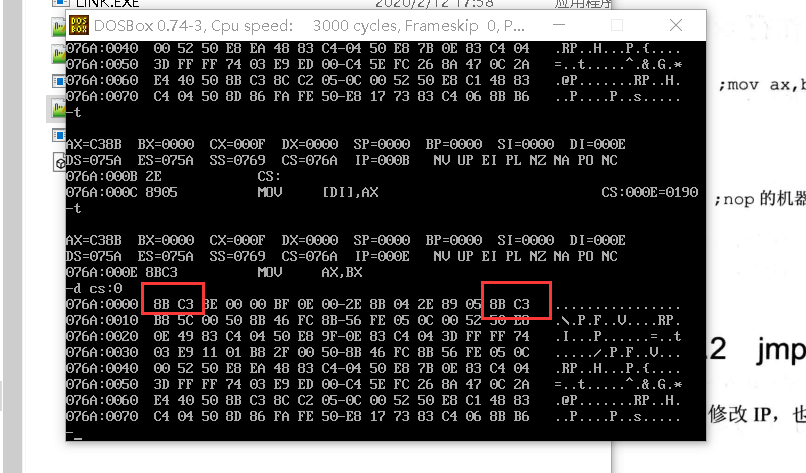 LINK.EXE 2020/2/12 17:58 应用程序
DOSBox 0.74-3, Cpu speed: 3000 cycles, Frameskip 0, P...
076A:0040 00 52 50 E8 EA 48 83 C4-04 50 E8 7B 0E 83 C4 04 .RP..H...P.{....
076A:0050 3D FF FF 74 03 E9 ED 00-C4 5E FC 26 8A 47 0C 2A =..t.....^.&.G.*
076A:0060 E4 40 50 8B C3 8C C2 05-0C 00 52 50 E8 C1 48 83 .@P.......RP..H.
076A:0070 C4 04 50 8D 86 FA FE 50-E8 17 73 83 C4 06 8B B6 ..P....P..s.....
-t
AX=C38B BX=0000 CX=000F DX=0000 SP=0000 BP=0000 SI=0000 DI=000E
DS=075A ES=075A SS=0769 CS=076A IP=000B NV UP EI PL NZ NA PO NC
076A:000B 2E CS:
076A:000C 8905 MOV [DI],AX CS:000E=0190
-t
AX=C38B BX=0000 CX=000F DX=0000 SP=0000 BP=0000 SI=0000 DI=000E
DS=075A ES=075A SS=0769 CS=076A IP=000E NV UP EI PL NZ NA PO NC
076A:000E 8BC3 MOV AX,BX
-d cs:0
076A:0000 8B C3 BE 00 00 BF 0E 00-2E 8B 04 2E 89 05 8B C3 ................
076A:0010 B8 5C 00 50 8B 46 FC 8B-56 FE 05 0C 00 52 50 E8 .\.P.F..V....RP.
076A:0020 0E 49 83 C4 04 50 E8 9F-0E 83 C4 04 3D FF FF 74 .I...P......=..t
076A:0030 03 E9 11 01 B8 2F 00 50-8B 46 FC 8B 56 FE 05 0C ...../.P.F..V...
076A:0040 00 52 50 E8 EA 48 83 C4-04 50 E8 7B 0E 83 C4 04 .RP..H...P.{....
076A:0050 3D FF FF 74 03 E9 ED 00-C4 5E FC 26 8A 47 0C 2A =..t.....^.&.G.*
076A:0060 E4 40 50 8B C3 8C C2 05-0C 00 52 50 E8 C1 48 83 .@P.......RP..H.
076A:0070 C4 04 50 8D 86 FA FE 50-E8 17 73 83 C4 06 8B B6 ..P....P..s.....
-
;mov ax,b
;nop 的机器
2 jmp
修改 IP，也